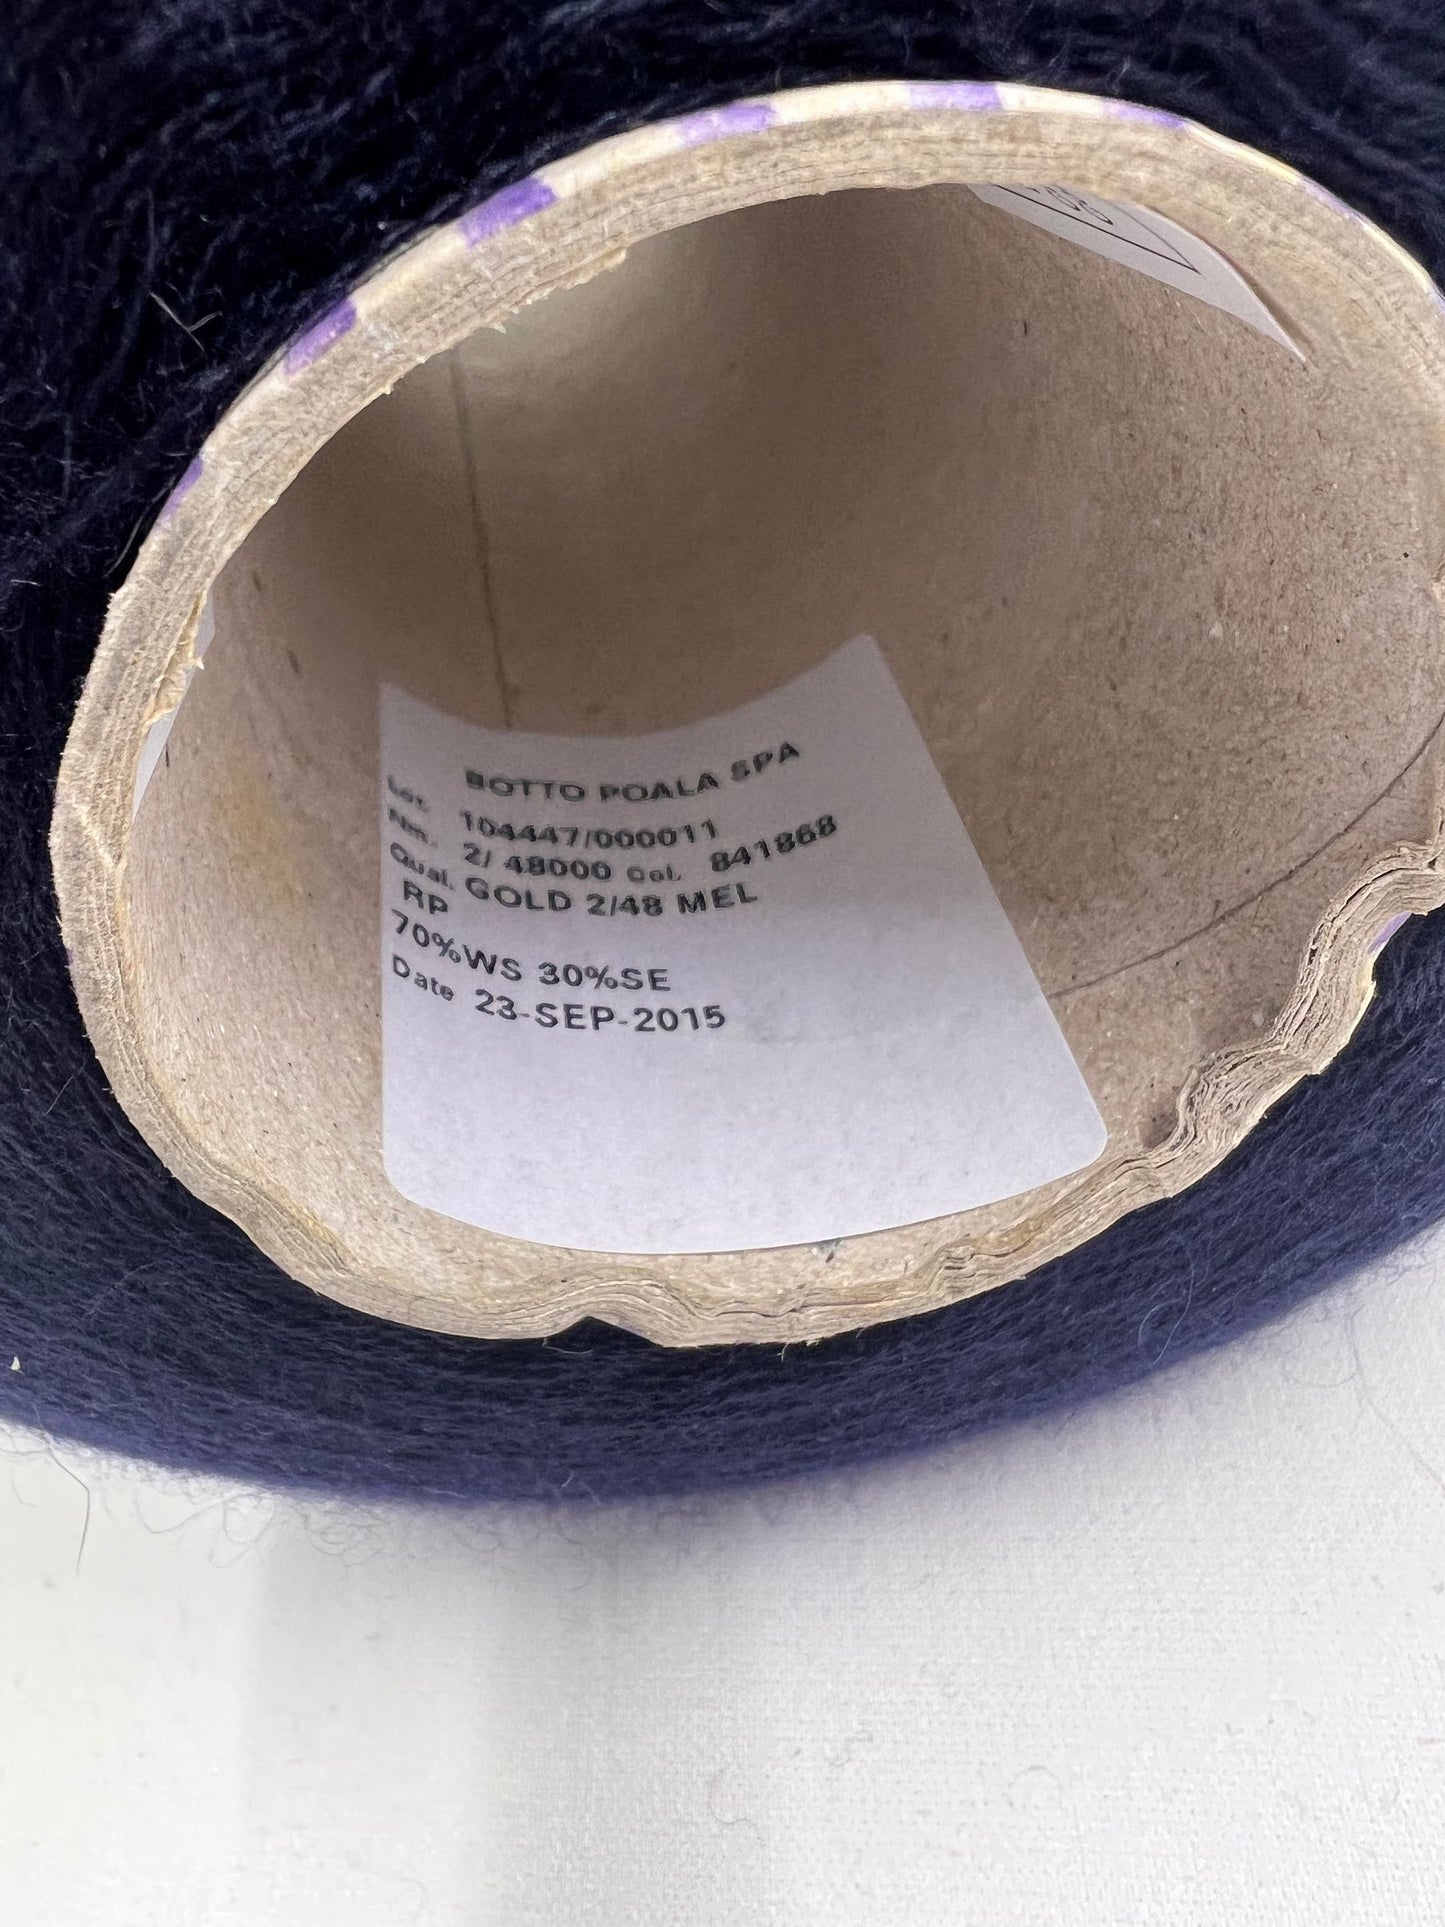 BOTTO POALA SPA
Lot. 104447/000011
Nm. 2/ 48000 col. 841868
Qual. GOLD 2/48 MEL
RP
70%WS 30%SE
Date 23-SEP-2015